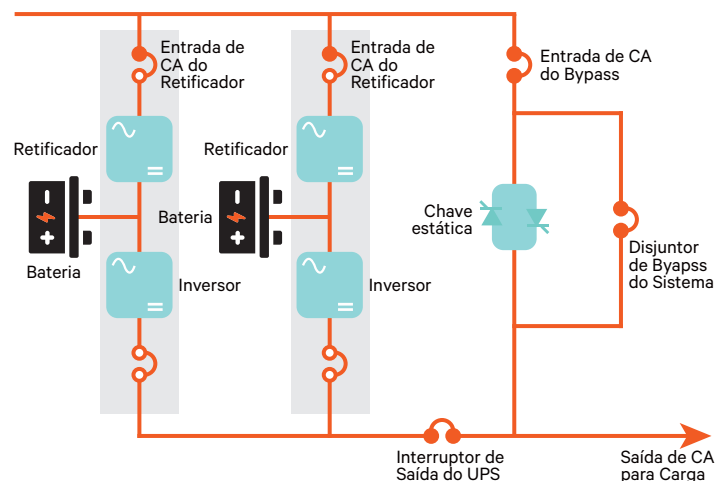 Entrada de
CA do
Retificador
Entrada de
CA do
Retificador
Entrada de CA
do Bypass
Retificador
Retificador
Bateria
Chave
estática
Disjuntor
de Byapss
do Sistema
Bateria
Inversor
Inversor
Interruptor de
Saída do UPS
Saída de CA
para Carga